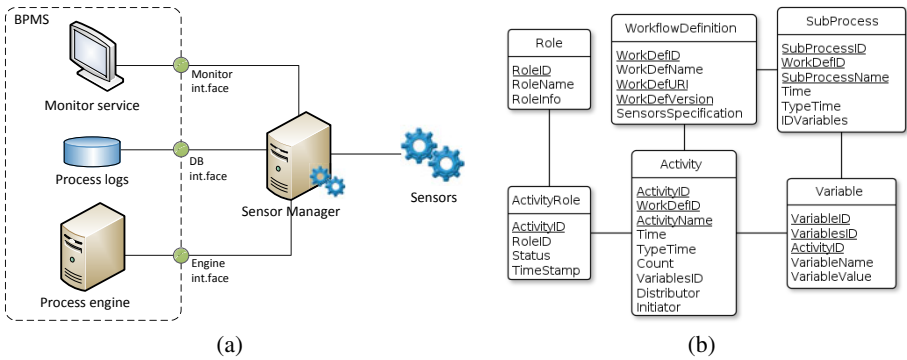 BPMS
Monitor service
Monitor
int.face
Process logs
DB
int.face
Process engine
Engine
int.face
Sensor Manager
Sensors
(a)
Role
RoleID
RoleName
RoleInfo
WorkflowDefinition
WorkDefID
WorkDefName
WorkDefURI
WorkDefVersion
SensorsSpecification
SubProcess
SubProcessID
WorkDefID
SubProcessName
Time
TypeTime
IDVariables
ActivityRole
ActivityID
RoleID
Status
TimeStamp
Activity
ActivityID
WorkDefID
ActivityName
Time
TypeTime
Count
VariablesID
Distributor
Initiator
Variable
VariableID
VariablesID
ActivityID
VariableName
VariableValue
(b)